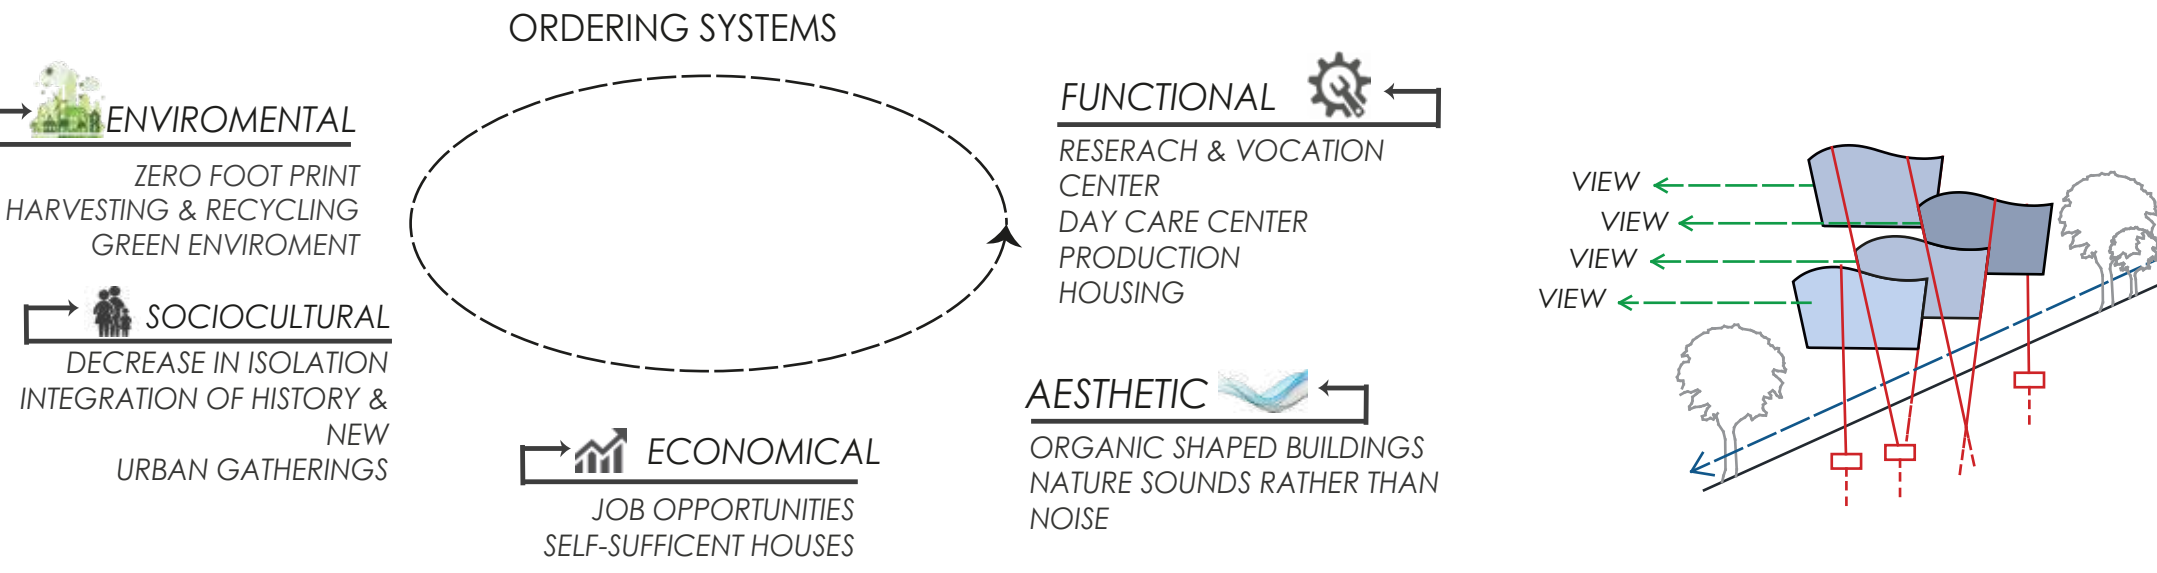 ORDERING SYSTEMS
ENVIROMENTAL
ZERO FOOT PRINT
HARVESTING & RECYCLING
GREEN ENVIROMENT
SOCIOCULTURAL
DECREASE IN ISOLATION
INTEGRATION OF HISTORY &
NEW
URBAN GATHERINGS
ECONOMICAL
JOB OPPORTUNITIES
SELF-SUFFICENT HOUSES
FUNCTIONAL
RESERACH & VOCATION
CENTER
DAY CARE CENTER
PRODUCTION
HOUSING
AESTHETIC
ORGANIC SHAPED BUILDINGS
NATURE SOUNDS RATHER THAN
NOISE
VIEW
VIEW
VIEW
VIEW